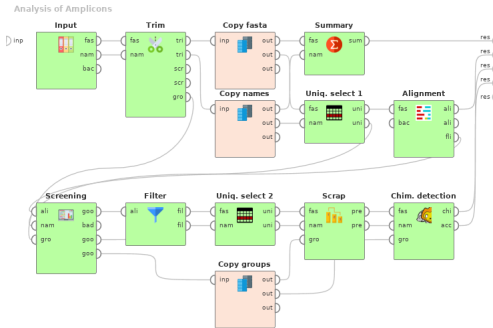 Analysis of Amplicons
Input
Trim
Copy fasta
Summary
inp
fas
nam
bac
fas
nam
tri
tri
scr
scr
gro
inp
out
out
out
fas
nam
sum
res
res
res
res
res
Copy names
Uniq. select 1
Alignment
inp
out
out
out
fas
nam
uni
uni
fas
bac
ali
ali
fli
Screening
Filter
Uniq. select 2
Scrap
Chim. detection
ali
nam
gro
goo
bad
goo
goo
ali
fil
fil
fas
nam
uni
uni
fas
nam
gro
pre
pre
fas
nam
gro
chi
acc
Copy groups
inp
out
out
out